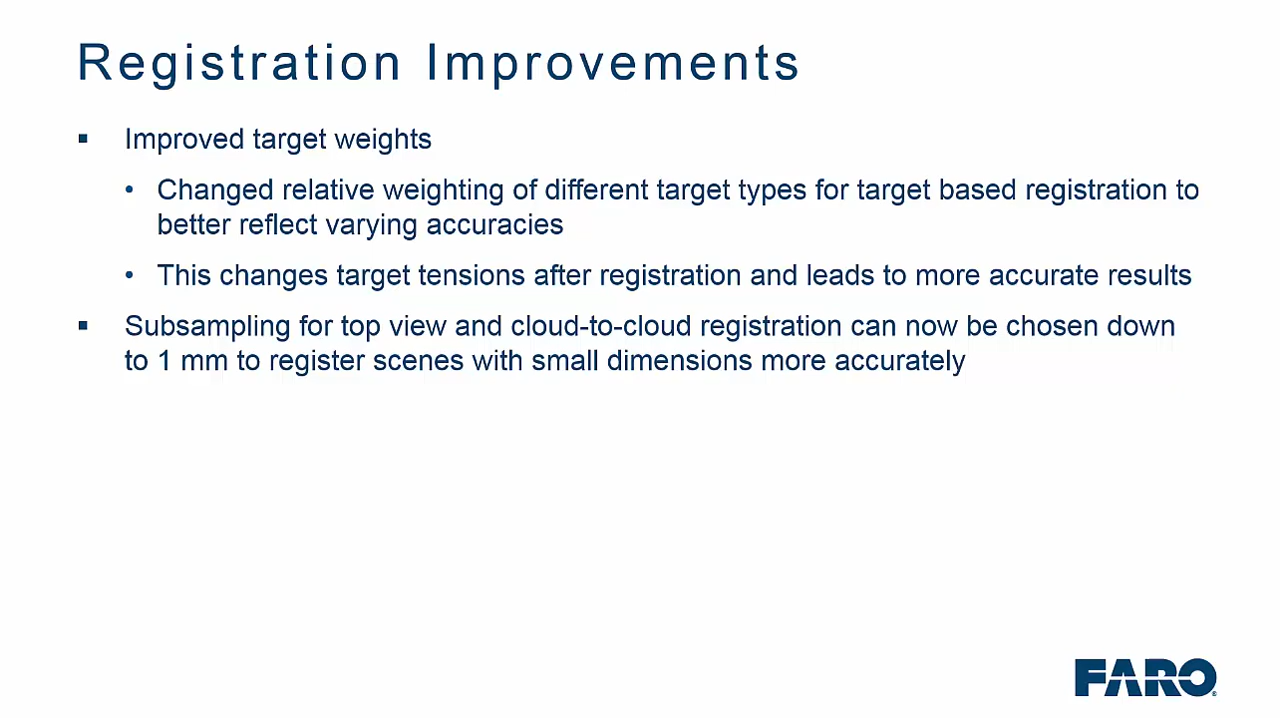 Registration Improvements
▪ Improved target weights
• Changed relative weighting of different target types for target based registration to
better reflect varying accuracies
• This changes target tensions after registration and leads to more accurate results
▪ Subsampling for top view and cloud-to-cloud registration can now be chosen down
to 1 mm to register scenes with small dimensions more accurately
FARO®